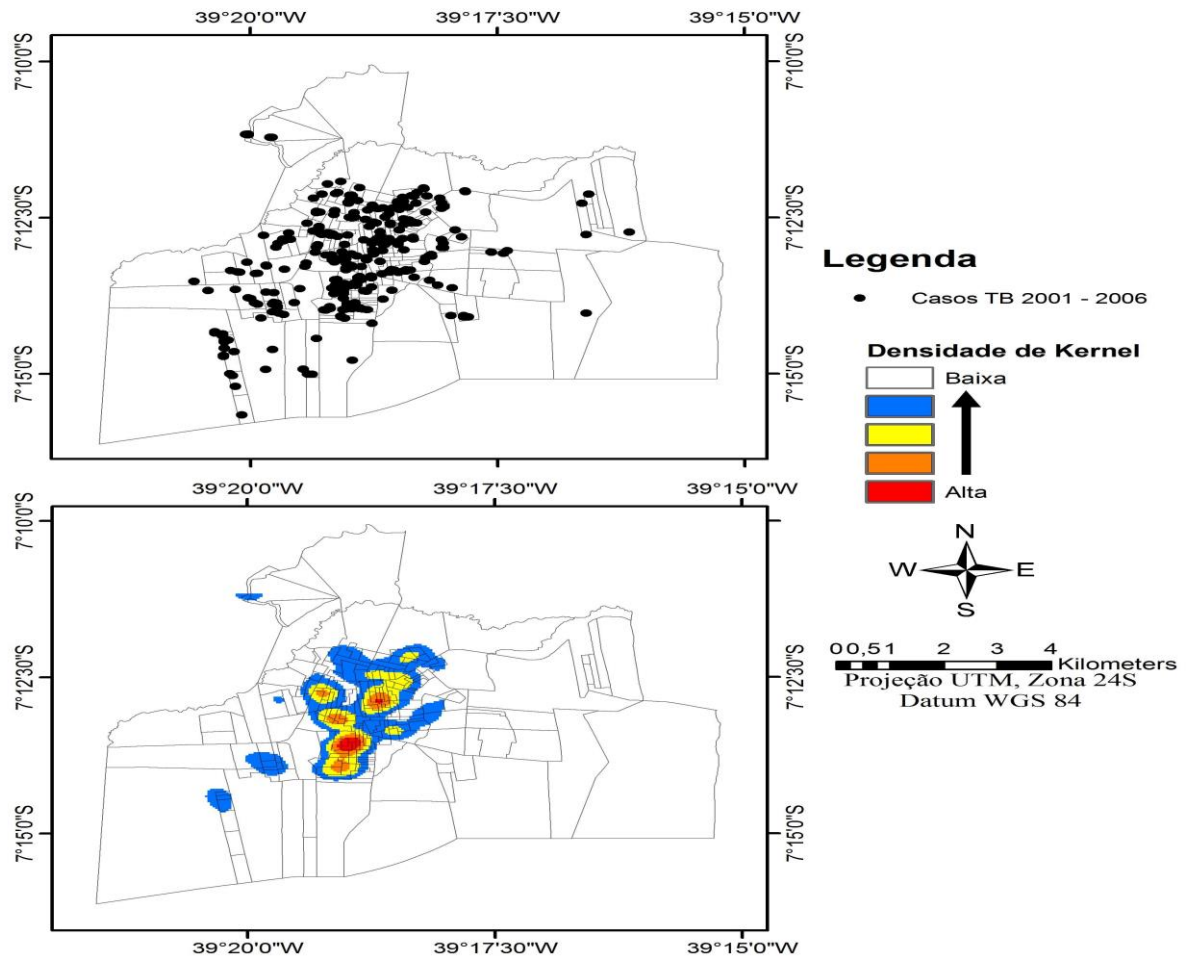 39°20'0"W 39°17'30"W 39°15'0"W
7°10'0"S 7°10'0"S
7°12'30"S 7°12'30"S
7°15'0"S 7°15'0"S
39°20'0"W 39°17'30"W 39°15'0"W
7°10'0"S 7°10'0"S
7°12'30"S 7°12'30"S
7°15'0"S 7°15'0"S
39°20'0"W 39°17'30"W 39°15'0"W
Legenda
Casos TB 2001 - 2006
Densidade de Kernel
Baixa
Alta
N
W E
S
0 0,5 1 2 3 4
Kilometers
Projeção UTM, Zona 24S
Datum WGS 84